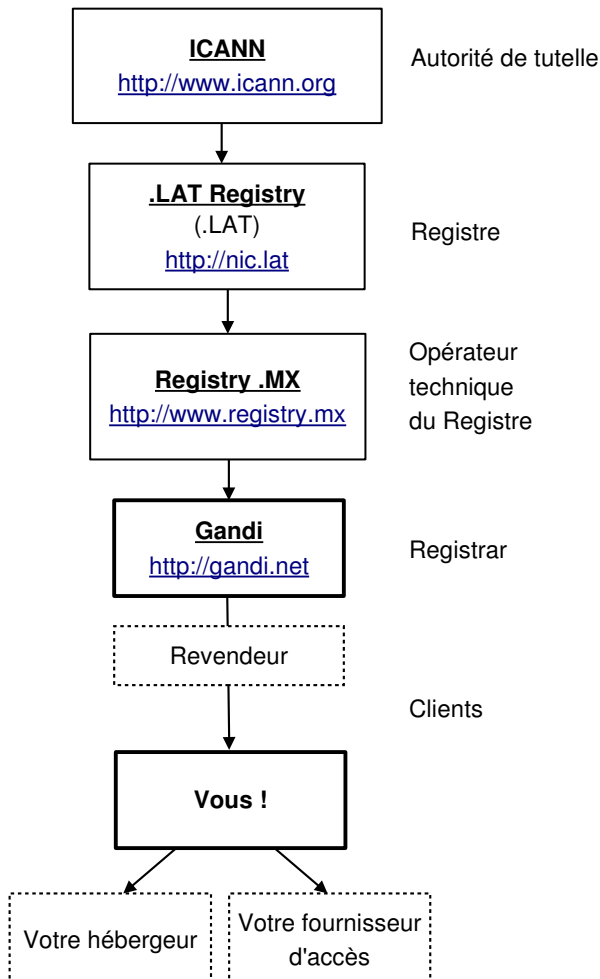 ICANN
http://www.icann.org
Autorité de tutelle
.LAT Registry
(.LAT)
http://nic.lat
Registre
Registry .MX
http://www.registry.mx
Opérateur
technique
du Registre
Gandi
http://gandi.net
Registrar
Revendeur
Clients
Vous !
Votre hébergeur
Votre fournisseur
d'accès